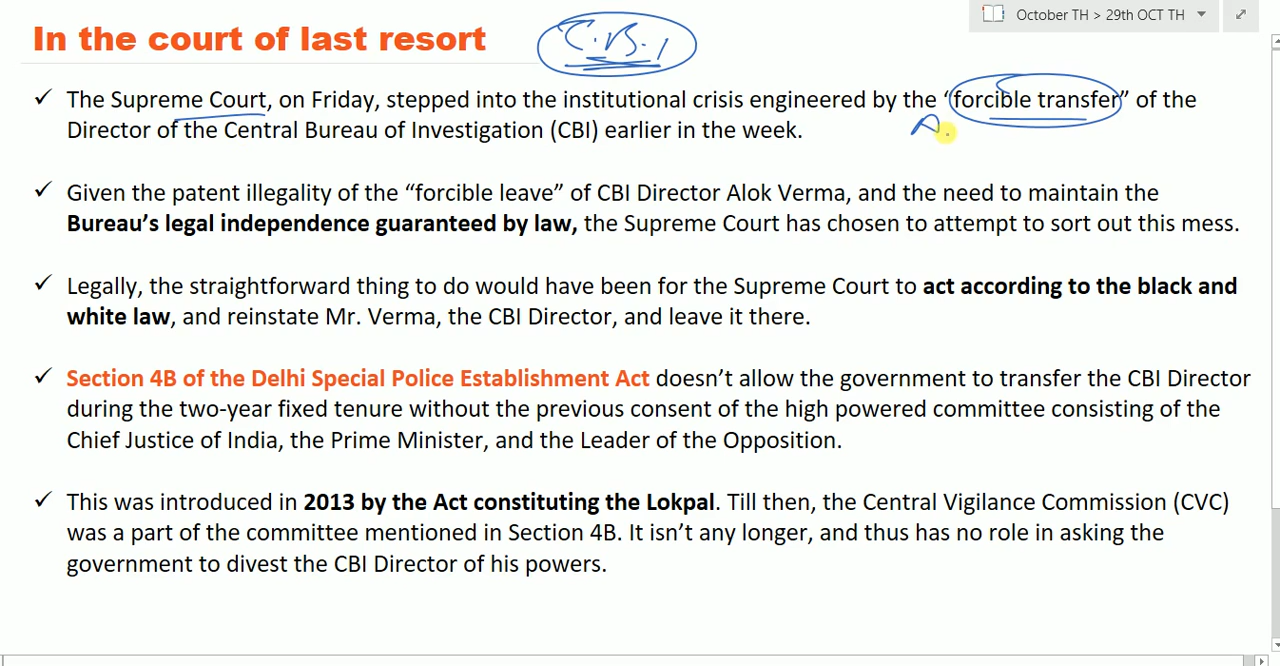 October TH > 29th OCT TH
In the court of last resort
C.B.I
✓ The Supreme Court, on Friday, stepped into the institutional crisis engineered by the “forcible transfer” of the
Director of the Central Bureau of Investigation (CBI) earlier in the week.
A.
✓ Given the patent illegality of the “forcible leave” of CBI Director Alok Verma, and the need to maintain the
Bureau’s legal independence guaranteed by law, the Supreme Court has chosen to attempt to sort out this mess.
✓ Legally, the straightforward thing to do would have been for the Supreme Court to act according to the black and
white law, and reinstate Mr. Verma, the CBI Director, and leave it there.
✓ Section 4B of the Delhi Special Police Establishment Act doesn’t allow the government to transfer the CBI Director
during the two-year fixed tenure without the previous consent of the high powered committee consisting of the
Chief Justice of India, the Prime Minister, and the Leader of the Opposition.
✓ This was introduced in 2013 by the Act constituting the Lokpal. Till then, the Central Vigilance Commission (CVC)
was a part of the committee mentioned in Section 4B. It isn’t any longer, and thus has no role in asking the
government to divest the CBI Director of his powers.